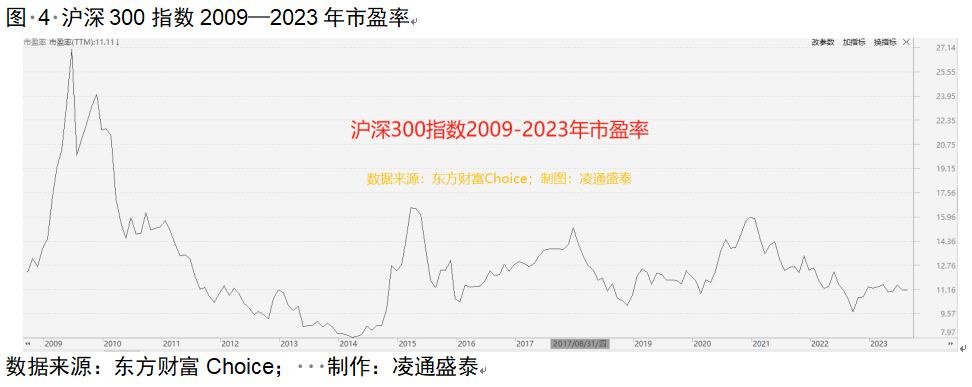 图·4·沪深 300 指数 2009—2023 年市盈率
市盈率 市盈率(TTM):11.11↓ 改参数 加指标 换指标 ×
27.14
25.55
23.95
22.35
20.75
19.15
17.56
15.96
14.36
12.76
11.16
9.57
7.97
沪深300指数2009-2023年市盈率
数据来源：东方财富Choice；制图：凌通盛泰
2009 2010 2011 2012 2013 2014 2015 2016 2017 2017/08/31/四 2019 2020 2021 2022 2023
数据来源：东方财富 Choice；···制作：凌通盛泰